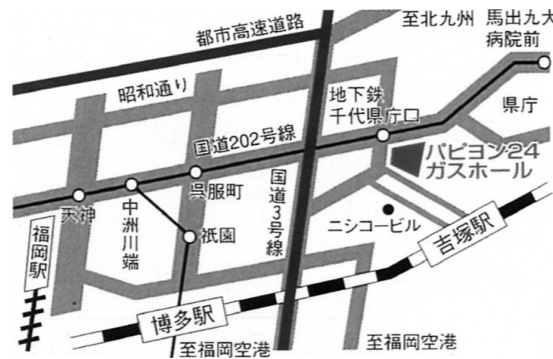 至北九州
馬出九大
病院前
都市高速道路
昭和通り
地下鉄
千代県庁口
県庁
国道202号線
パピヨン24
ガスホール
呉服町
天神
中洲川端
国道3号線
ニシコービル
祇園
吉塚駅
福岡駅
博多駅
至福岡空港
至福岡空港